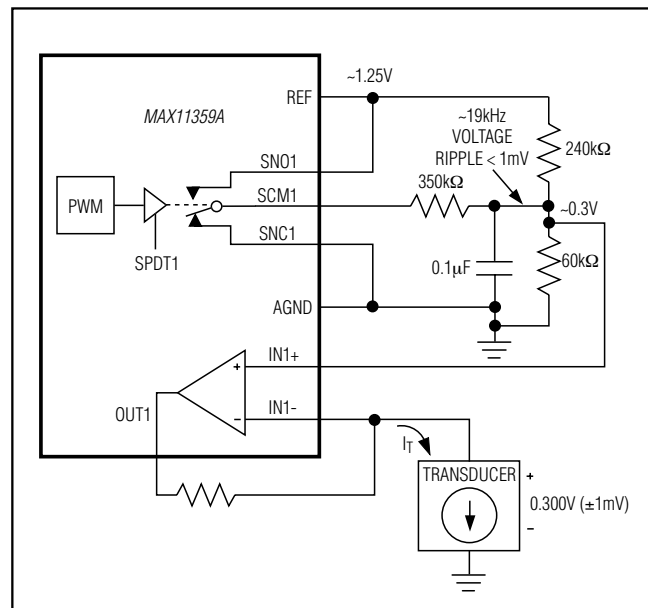 ~1.25V
REF
MAX11359A
~19kHz
VOLTAGE
RIPPLE < 1mV
240kΩ
SNO1
350kΩ
PWM
SCM1
~0.3V
SNC1
SPDT1
0.1µF
60kΩ
AGND
IN1+
+
OUT1
IN1-
−
IT
TRANSDUCER
+
0.300V (±1mV)
−